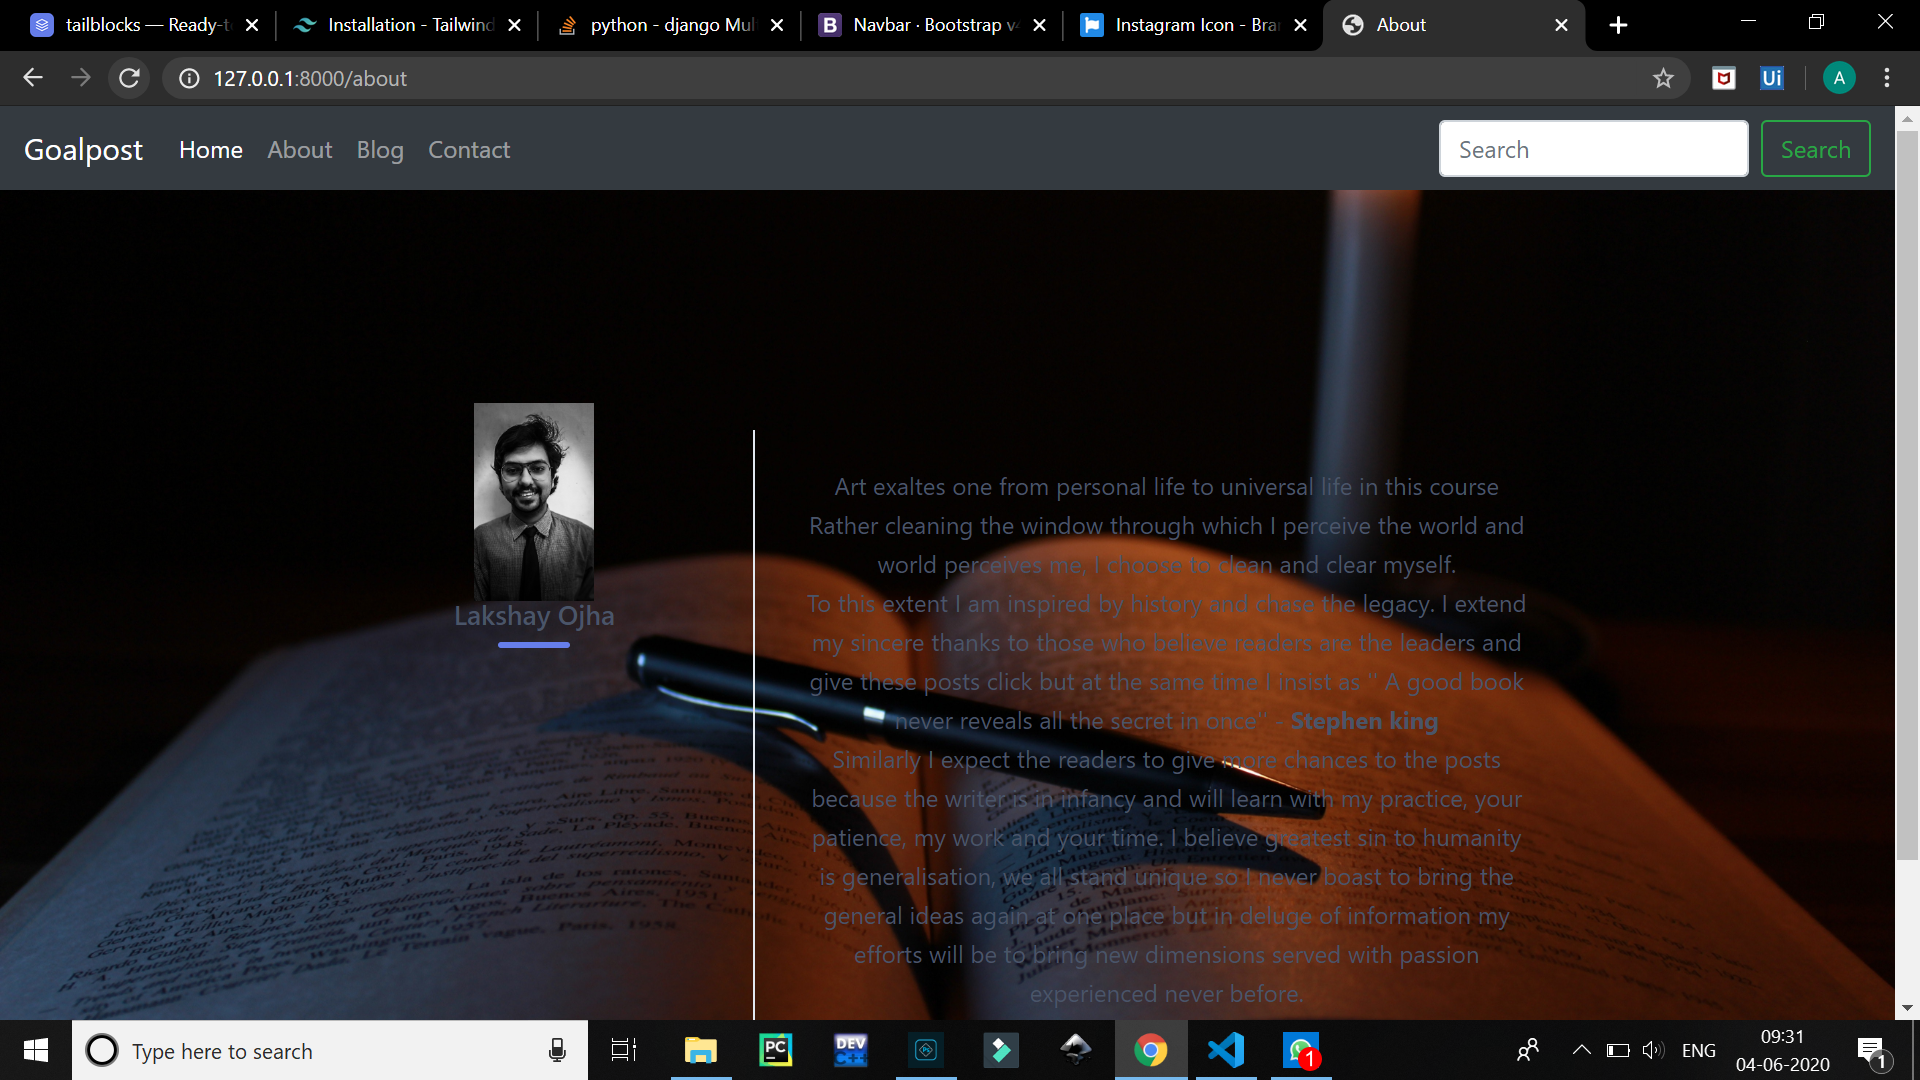 tailblocks — Ready-t
Installation - Tailwind
python - django Mul
Navbar · Bootstrap v
Instagram Icon - Bra
About
127.0.0.1:8000/about
A
Goalpost Home About Blog Contact Search Search
Lakshay Ojha
Art exaltes one from personal life to universal life in this course
Rather cleaning the window through which I perceive the world and
world perceives me, I choose to clean and clear myself.
To this extent I am inspired by history and chase the legacy. I extend
my sincere thanks to those who believe readers are the leaders and
give these posts click but at the same time I insist as " A good book
never reveals all the secret in once" - Stephen king
Similarly I expect the readers to give more chances to the posts
because the writer is in infancy and will learn with my practice, your
patience, my work and your time. I believe greatest sin to humanity
is generalisation, we all stand unique so I never boast to bring the
general ideas again at one place but in deluge of information my
efforts will be to bring new dimensions served with passion
experienced never before.
Type here to search
PC
DEV
C++
1
ENG
09:31
04-06-2020
1